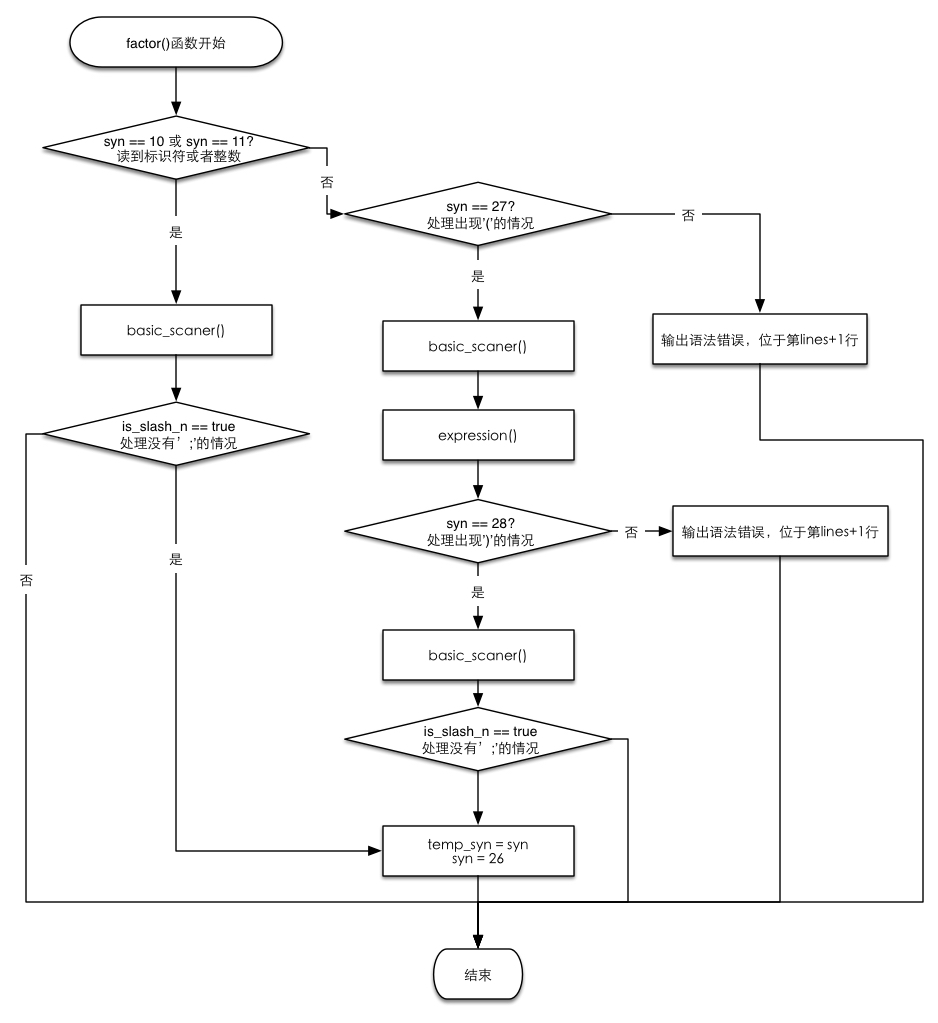 factor()函数开始
syn == 10 或 syn == 11?
读到标识符或者整数
否
syn == 27?
处理出现'('的情况
否
是
是
basic_scaner()
basic_scaner()
输出语法错误，位于第lines+1行
is_slash_n == true
处理没有’;'的情况
expression()
syn == 28?
处理出现')'的情况
否
输出语法错误，位于第lines+1行
是
否
是
basic_scaner()
is_slash_n == true
处理没有’;'的情况
temp_syn = syn
syn = 26
结束